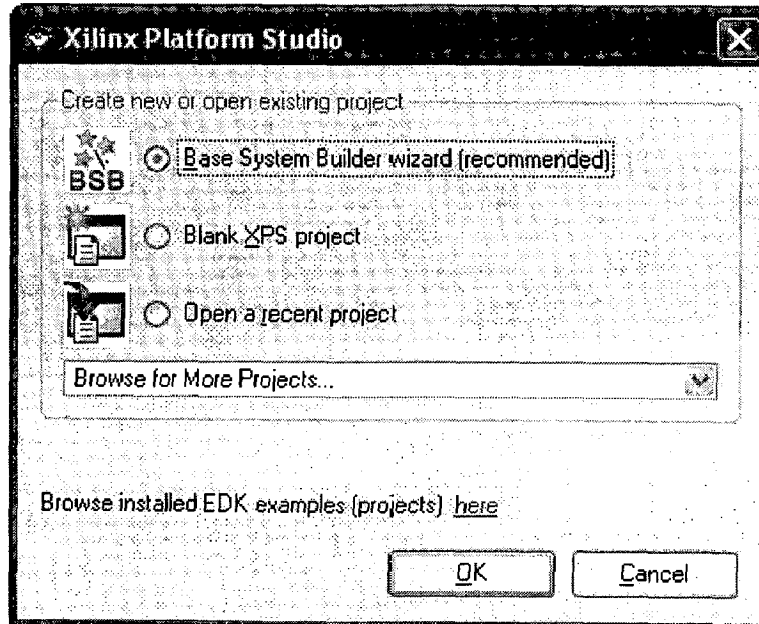 Xilinx Platform Studio
Create new or open existing project
BSB
Base System Builder wizard (recommended)
Blank XPS project
Open a recent project
Browse for More Projects...
Browse installed EDK examples (projects) here
OK
Cancel